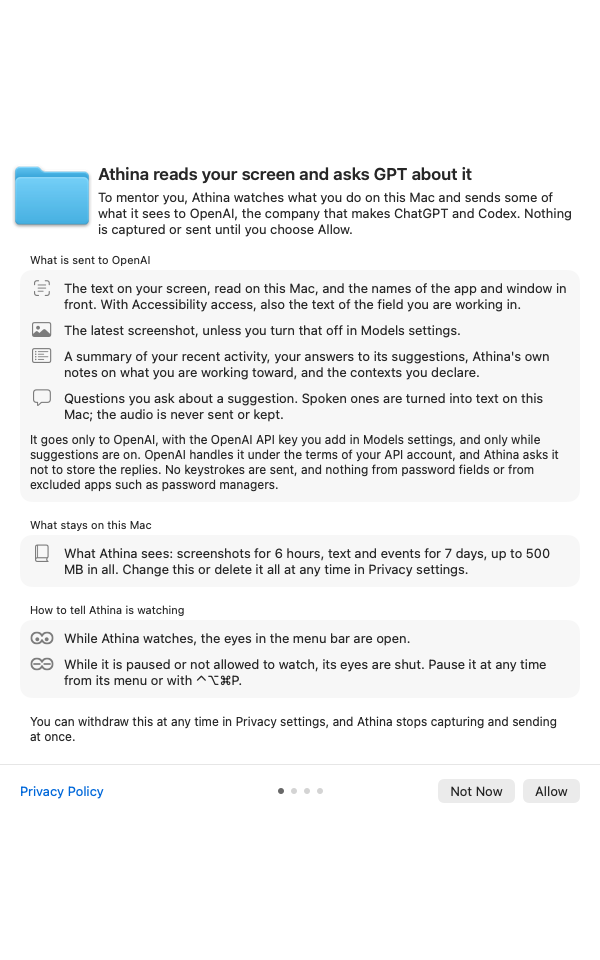 Athina reads your screen and asks GPT about it
To mentor you, Athina watches what you do on this Mac and sends some of
what it sees to OpenAI, the company that makes ChatGPT and Codex. Nothing
is captured or sent until you choose Allow.
What is sent to OpenAI
The text on your screen, read on this Mac, and the names of the app and window in
front. With Accessibility access, also the text of the field you are working in.
The latest screenshot, unless you turn that off in Models settings.
A summary of your recent activity, your answers to its suggestions, Athina's own
notes on what you are working toward, and the contexts you declare.
Questions you ask about a suggestion. Spoken ones are turned into text on this
Mac; the audio is never sent or kept.
It goes only to OpenAI, with the OpenAI API key you add in Models settings, and only while
suggestions are on. OpenAI handles it under the terms of your API account, and Athina asks it
not to store the replies. No keystrokes are sent, and nothing from password fields or from
excluded apps such as password managers.
What stays on this Mac
What Athina sees: screenshots for 6 hours, text and events for 7 days, up to 500
MB in all. Change this or delete it all at any time in Privacy settings.
How to tell Athina is watching
While Athina watches, the eyes in the menu bar are open.
While it is paused or not allowed to watch, its eyes are shut. Pause it at any time
from its menu or with ⌃⌥⌘P.
You can withdraw this at any time in Privacy settings, and Athina stops capturing and sending
at once.
Privacy Policy
Not Now
Allow